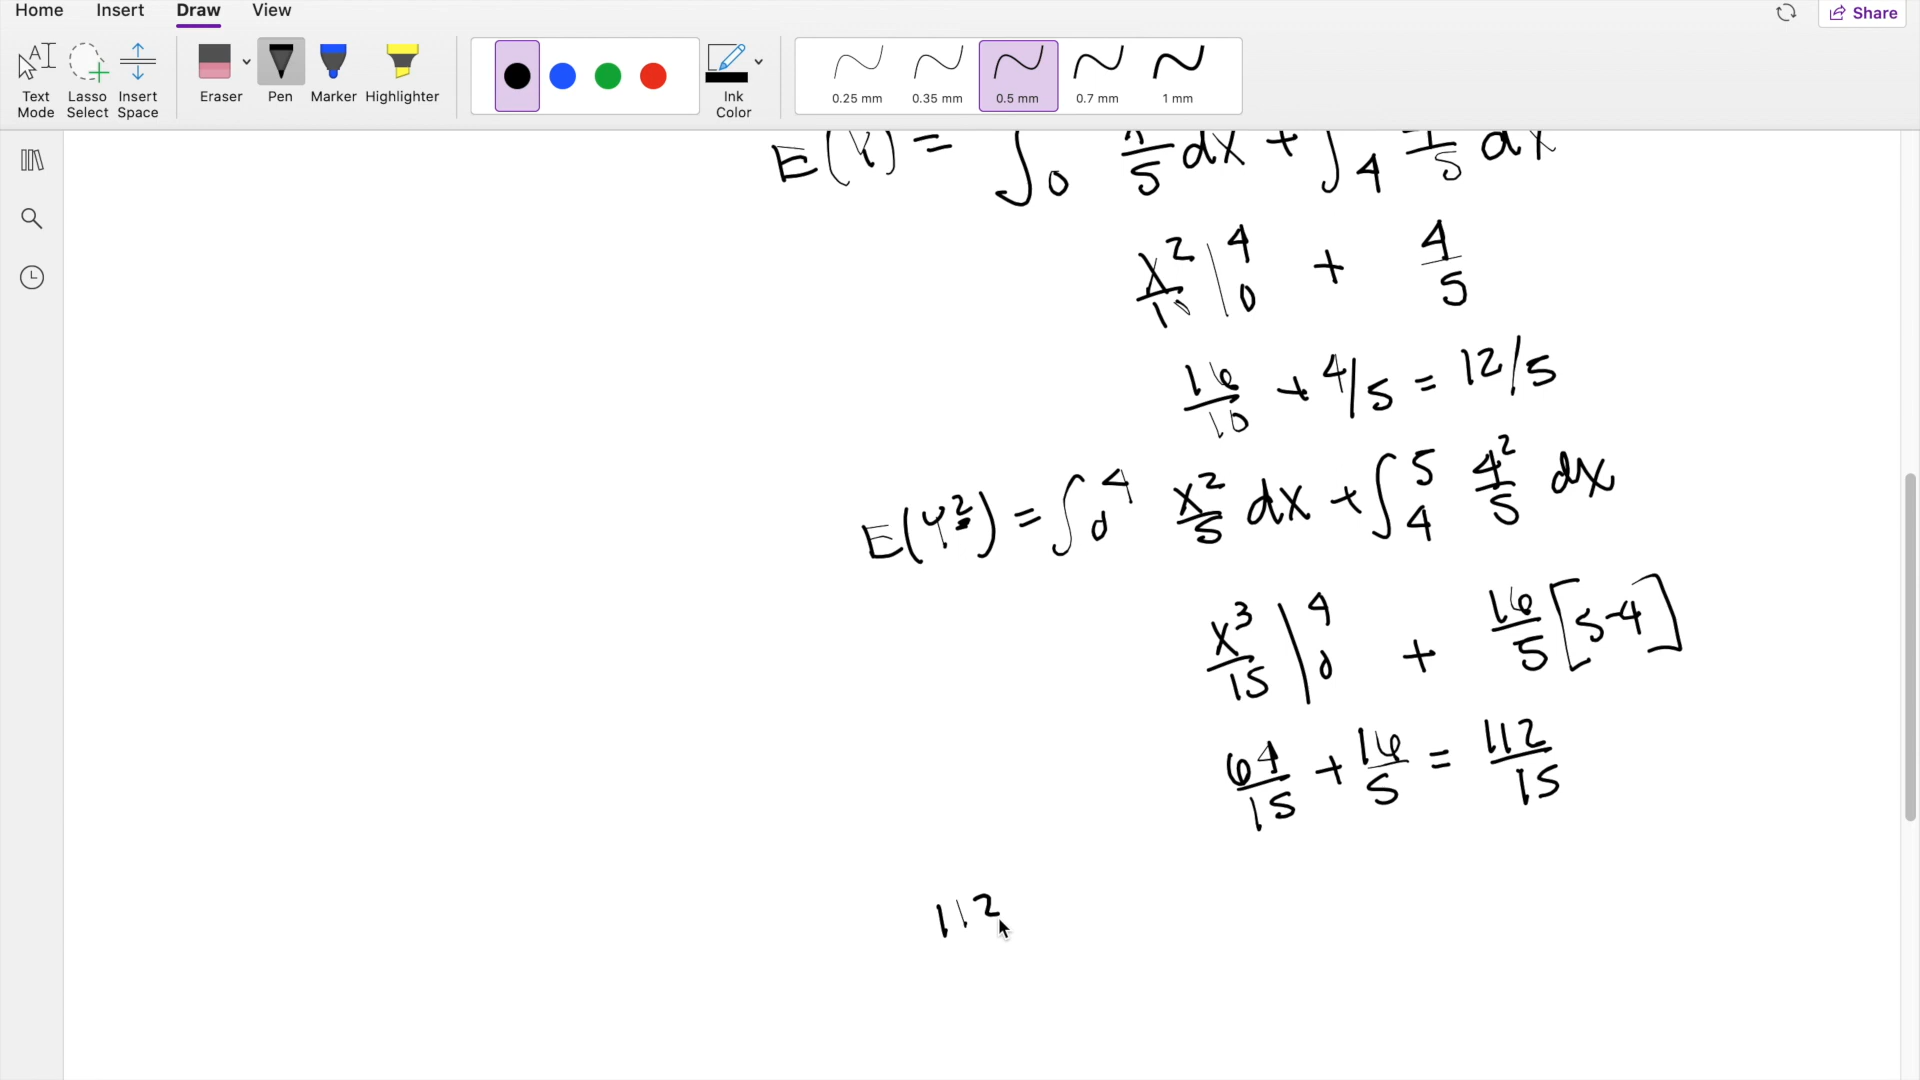 Home Insert Draw View Share
Text Mode Lasso Select Insert Space Eraser Pen Marker Highlighter Ink Color 0.25 mm 0.35 mm 0.5 mm 0.7 mm 1 mm
E(Y) = ∫0 x/5 dx + ∫4 4/5 dx
x²/10 |0^4 + 4/5
16/10 + 4/5 = 12/5
E(Y²) = ∫0^4 x²/5 dx + ∫4^5 4²/5 dx
x³/15 |0^4 + 16/5 [5-4]
64/15 + 16/5 = 112/15
112